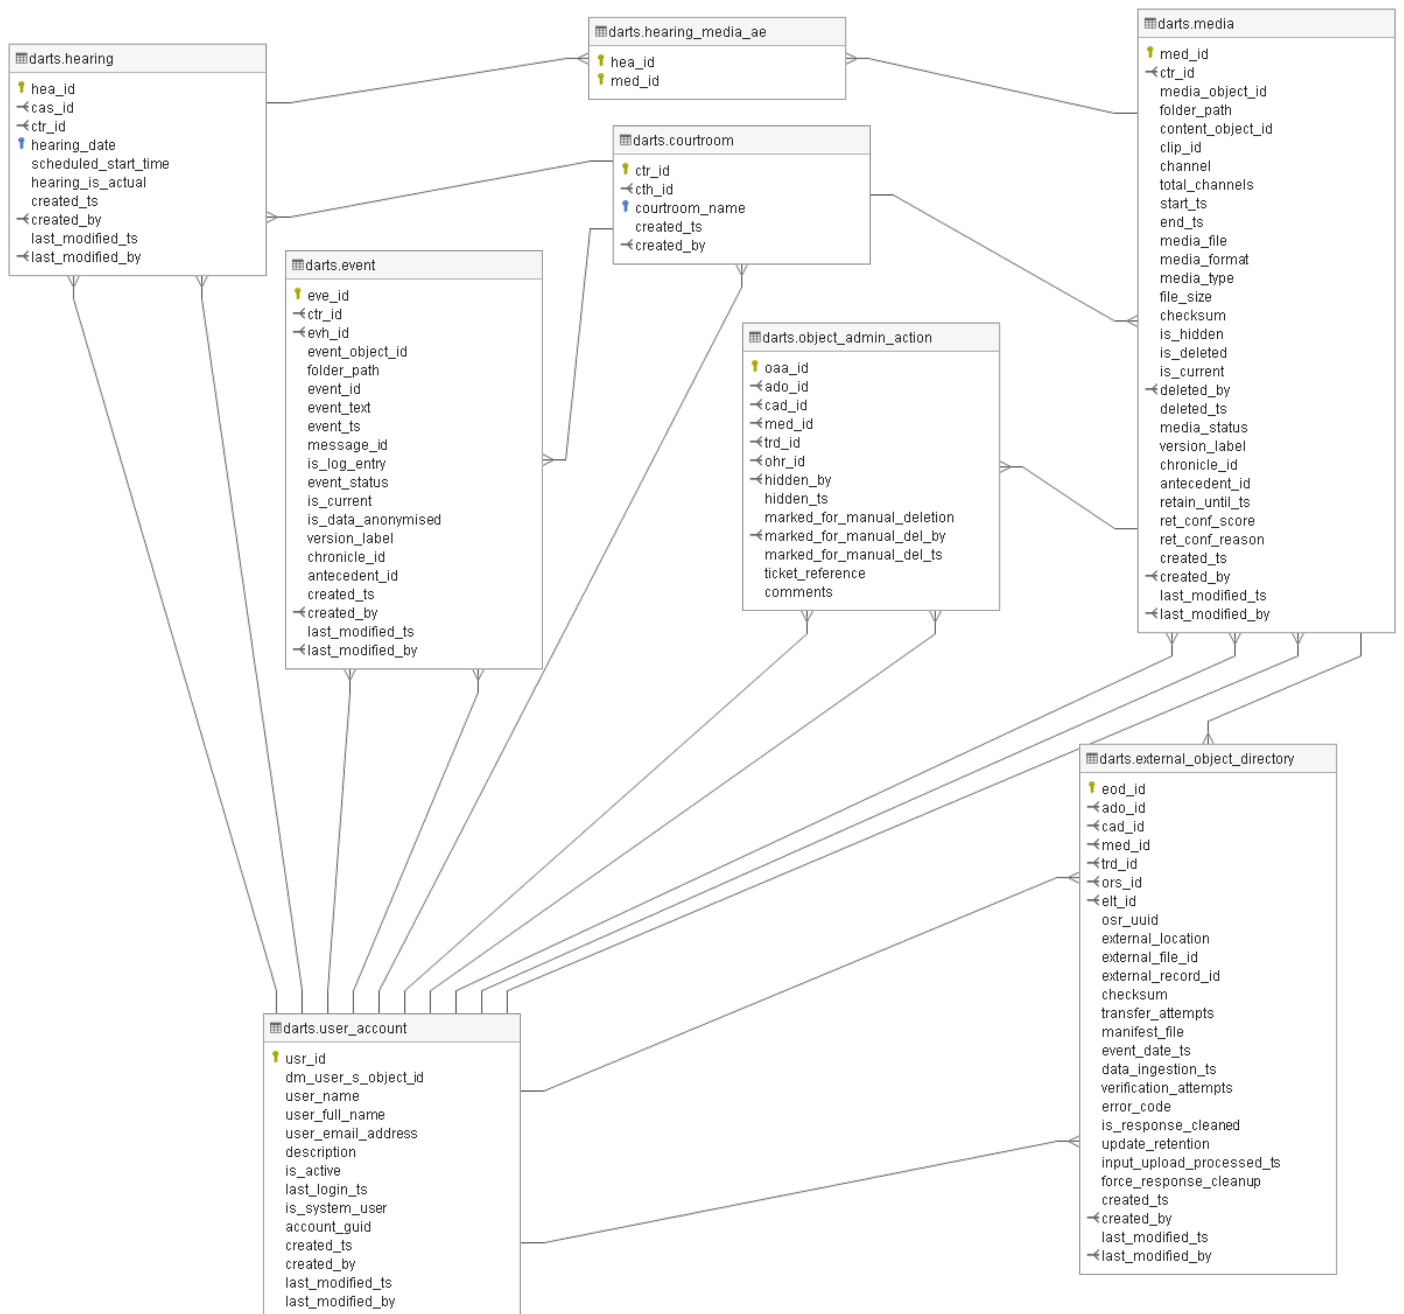 darts.hearing
hea_id
cas_id
ctr_id
hearing_date
scheduled_start_time
hearing_is_actual
created_ts
created_by
last_modified_ts
last_modified_by
darts.hearing_media_ae
hea_id
med_id
darts.media
med_id
ctr_id
media_object_id
folder_path
content_object_id
clip_id
channel
total_channels
start_ts
end_ts
media_file
media_format
media_type
file_size
checksum
is_hidden
is_deleted
is_current
deleted_by
deleted_ts
media_status
version_label
chronicle_id
antecedent_id
retain_until_ts
ret_conf_score
ret_conf_reason
created_ts
created_by
last_modified_ts
last_modified_by
darts.courtroom
ctr_id
cth_id
courtroom_name
created_ts
created_by
darts.event
eve_id
ctr_id
evh_id
event_object_id
folder_path
event_id
event_text
event_ts
message_id
is_log_entry
event_status
is_current
is_data_anonymised
version_label
chronicle_id
antecedent_id
created_ts
created_by
last_modified_ts
last_modified_by
darts.object_admin_action
oaa_id
ado_id
cad_id
med_id
trd_id
ohr_id
hidden_by
hidden_ts
marked_for_manual_deletion
marked_for_manual_del_by
marked_for_manual_del_ts
ticket_reference
comments
darts.external_object_directory
eod_id
ado_id
cad_id
med_id
trd_id
ors_id
elt_id
osr_uuid
external_location
external_file_id
external_record_id
checksum
transfer_attempts
manifest_file
event_date_ts
data_ingestion_ts
verification_attempts
error_code
is_response_cleaned
update_retention
input_upload_processed_ts
force_response_cleanup
created_ts
created_by
last_modified_ts
last_modified_by
darts.user_account
usr_id
dm_user_s_object_id
user_name
user_full_name
user_email_address
description
is_active
last_login_ts
is_system_user
account_guid
created_ts
created_by
last_modified_ts
last_modified_by